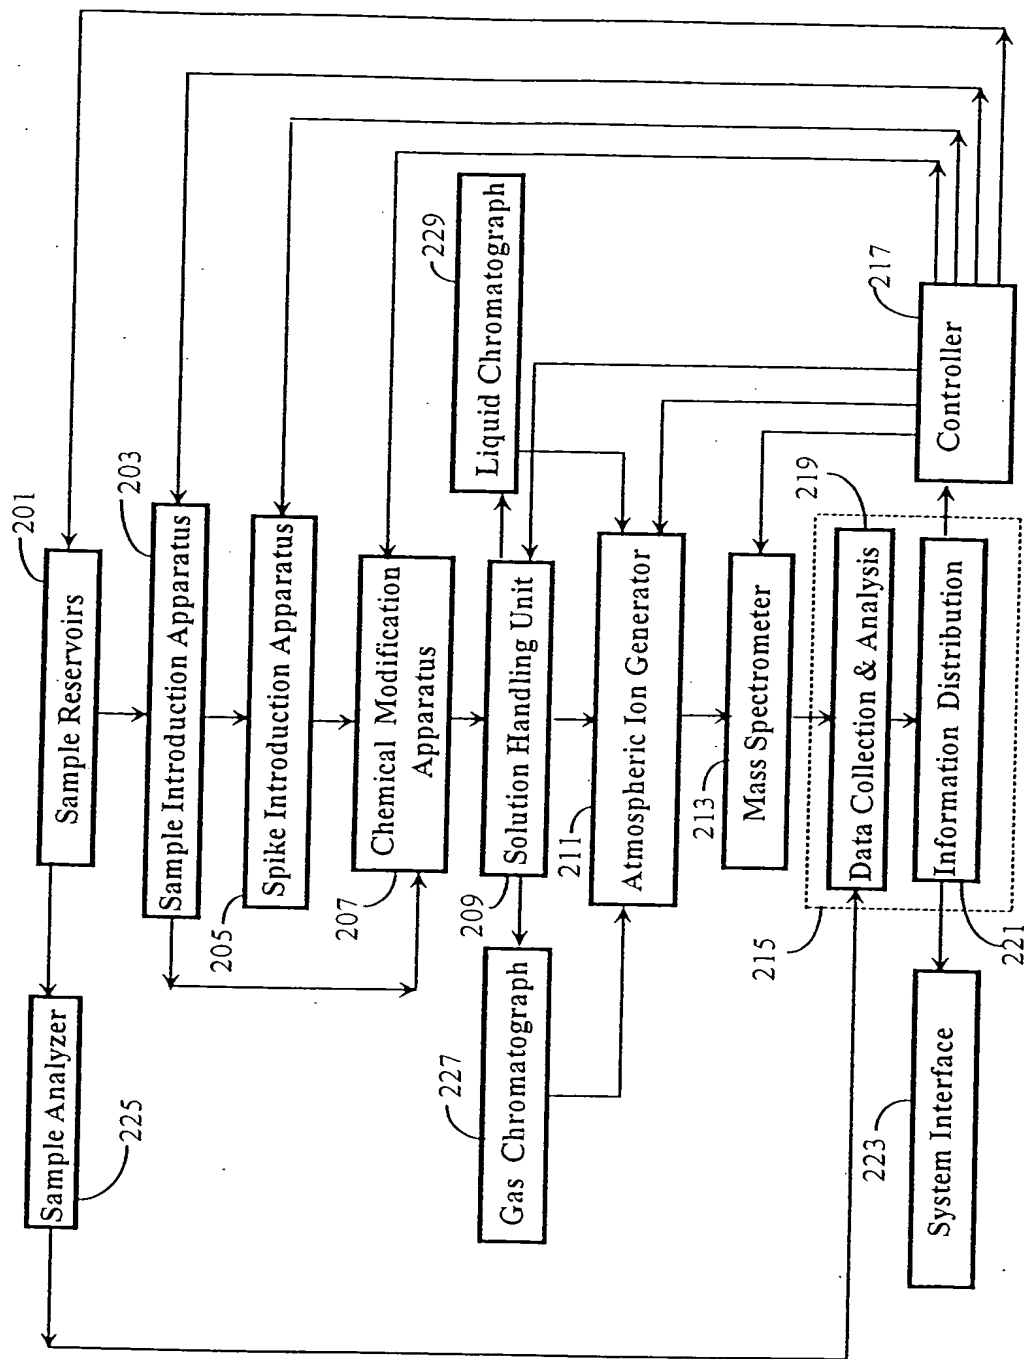 201
Sample Reservoirs
Sample Analyzer
225
203
Sample Introduction Apparatus
205
Spike Introduction Apparatus
207
Chemical Modification
Apparatus
229
Liquid Chromatograph
209
Solution Handling Unit
227
Gas Chromatograph
211
Atmospheric Ion Generator
213
Mass Spectrometer
217
Controller
219
Data Collection & Analysis
215
221
Information Distribution
223
System Interface